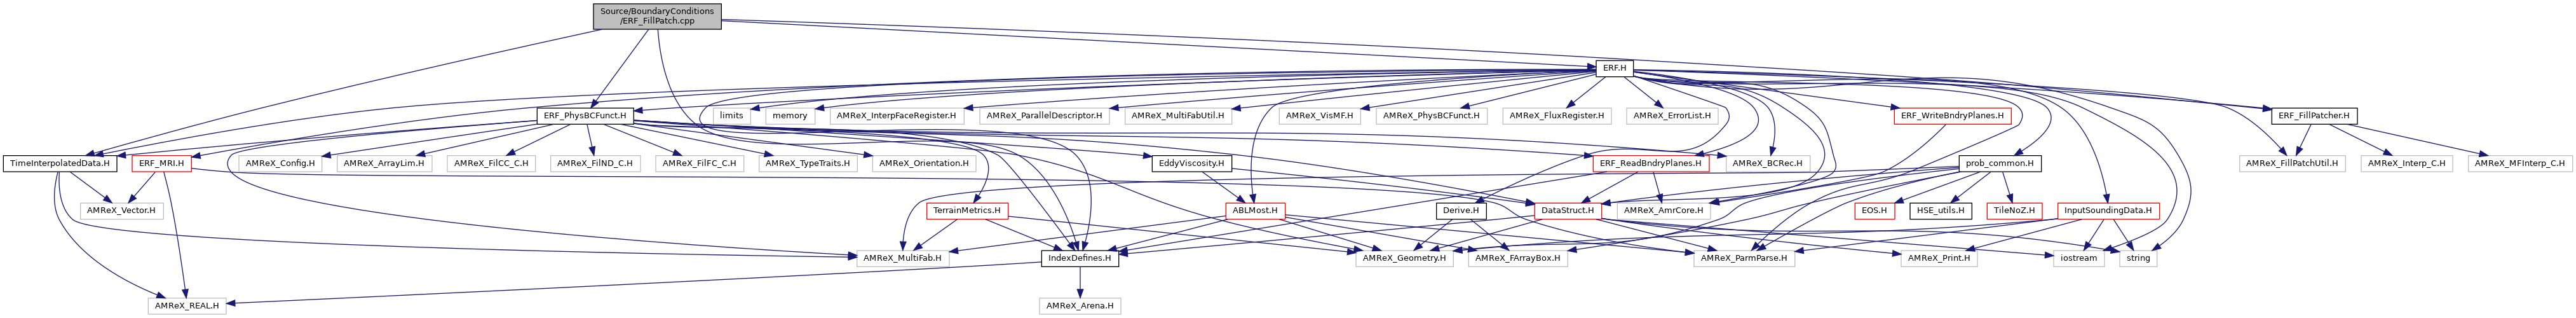 Source/BoundaryConditions
/ERF_FillPatch.cpp
ERF.H
ERF_PhysBCFunct.H
limits
memory
AMReX_InterpFaceRegister.H
AMReX_ParallelDescriptor.H
AMReX_MultiFabUtil.H
AMReX_VisMF.H
AMReX_PhysBCFunct.H
AMReX_FluxRegister.H
AMReX_ErrorList.H
ERF_WriteBndryPlanes.H
ERF_FillPatcher.H
TimeInterpolatedData.H
ERF_MRI.H
AMReX_Config.H
AMReX_ArrayLim.H
AMReX_FilCC_C.H
AMReX_FilND_C.H
AMReX_FilFC_C.H
AMReX_TypeTraits.H
AMReX_Orientation.H
EddyViscosity.H
ERF_ReadBndryPlanes.H
AMReX_BCRec.H
prob_common.H
AMReX_FillPatchUtil.H
AMReX_Interp_C.H
AMReX_MFInterp_C.H
AMReX_Vector.H
TerrainMetrics.H
ABLMost.H
Derive.H
DataStruct.H
AMReX_AmrCore.H
EOS.H
HSE_utils.H
TileNoZ.H
InputSoundingData.H
AMReX_MultiFab.H
IndexDefines.H
AMReX_Geometry.H
AMReX_FArrayBox.H
AMReX_ParmParse.H
AMReX_Print.H
iostream
string
AMReX_REAL.H
AMReX_Arena.H